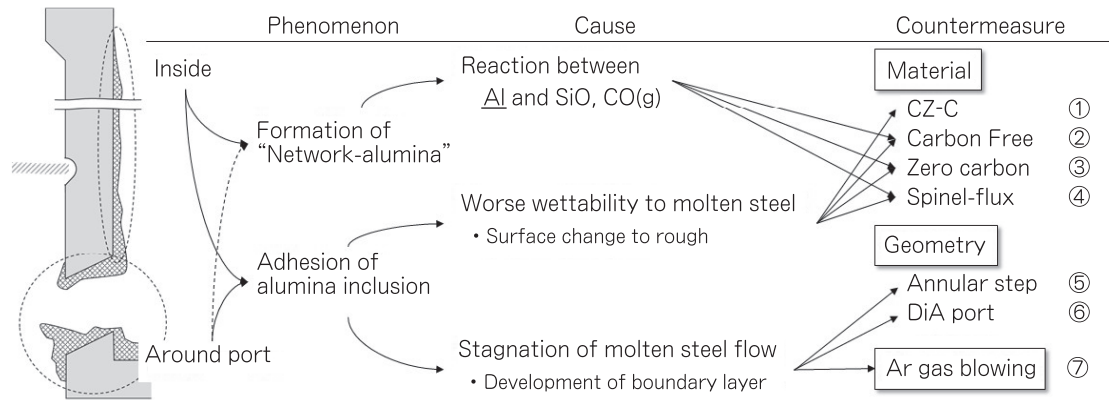 Phenomenon Cause Countermeasure
Inside
Formation of
“Network-alumina”
Adhesion of
alumina inclusion
Around port
Reaction between
Al and SiO, CO(g)
Worse wettability to molten steel
・Surface change to rough
Stagnation of molten steel flow
・Development of boundary layer
Material
CZ-C ①
Carbon Free ②
Zero carbon ③
Spinel-flux ④
Geometry
Annular step ⑤
DiA port ⑥
Ar gas blowing ⑦